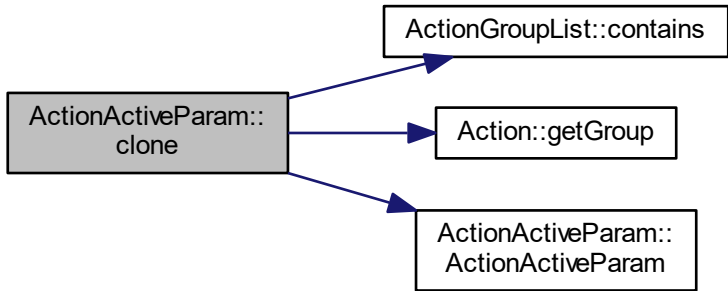 ActionActiveParam::
clone
ActionGroupList::contains
Action::getGroup
ActionActiveParam::
ActionActiveParam